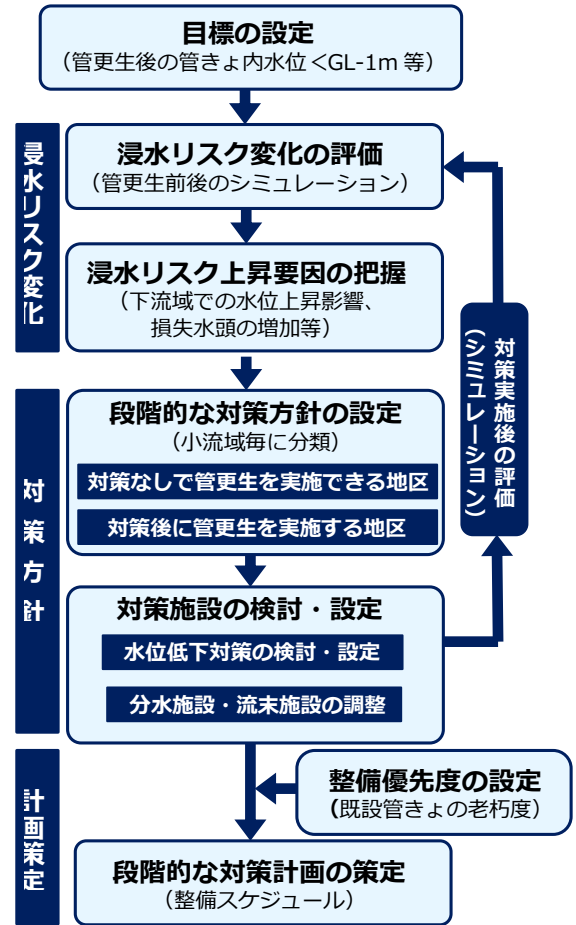 目標の設定
（管更生後の管きょ内水位<GL-1m 等）
浸水リスク変化
浸水リスク変化の評価
（管更生前後のシミュレーション）
浸水リスク上昇要因の把握
（下流域での水位上昇影響、
損失水頭の増加等）
対策実施後の評価
（シミュレーション）
対策方針
段階的な対策方針の設定
（小流域毎に分類）
対策なしで管更生を実施できる地区
対策後に管更生を実施する地区
対策施設の検討・設定
水位低下対策の検討・設定
分水施設・流末施設の調整
計画策定
整備優先度の設定
（既設管きょの老朽度）
段階的な対策計画の策定
（整備スケジュール）